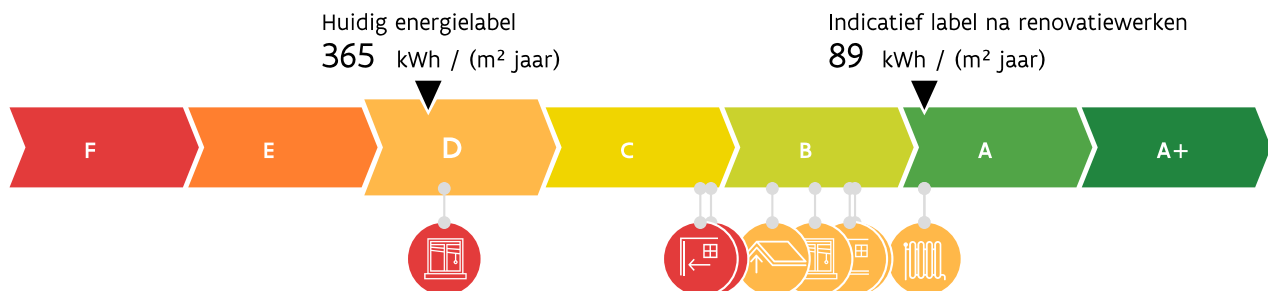 Huidig energielabel
365 kWh / (m² jaar)
Indicatief label na renovatiewerken
89 kWh / (m² jaar)
F E D C B A A+